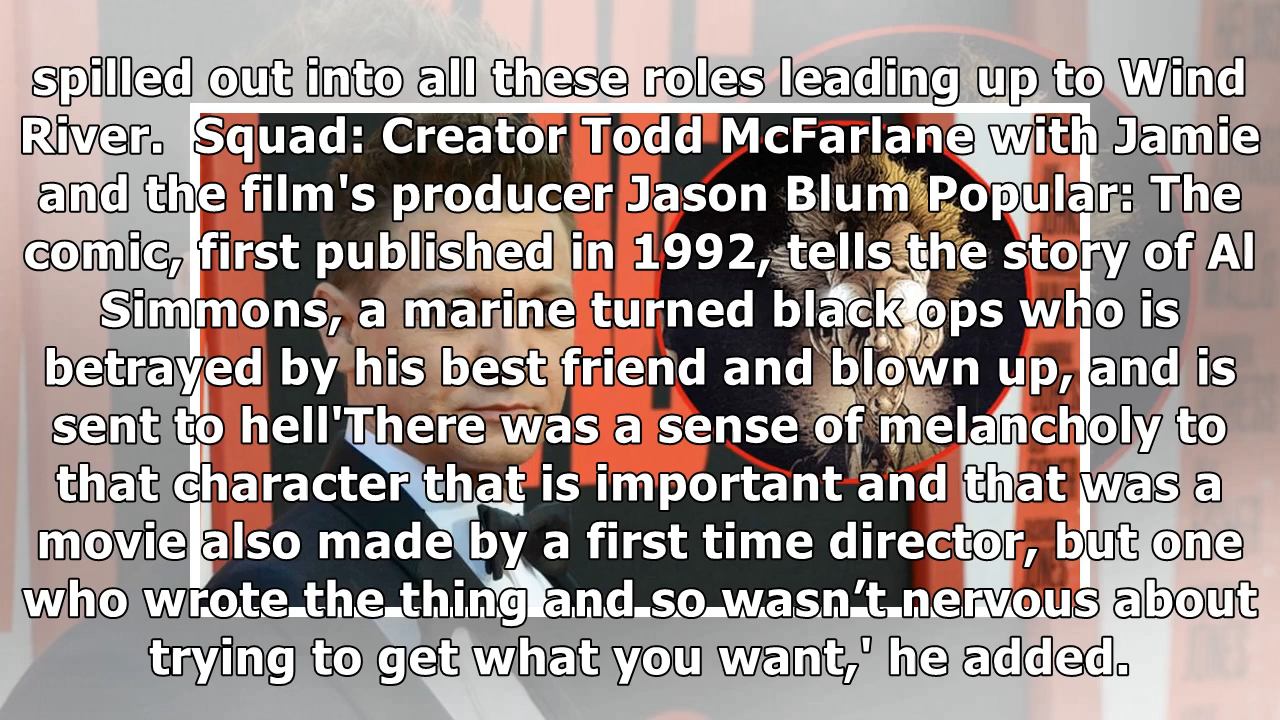 spilled out into all these roles leading up to Wind
River.  Squad: Creator Todd McFarlane with Jamie
and the film's producer Jason Blum Popular: The
comic, first published in 1992, tells the story of Al
Simmons, a marine turned black ops who is
betrayed by his best friend and blown up, and is
sent to hell'There was a sense of melancholy to
that character that is important and that was a
movie also made by a first time director, but one
who wrote the thing and so wasn’t nervous about
trying to get what you want,' he added.